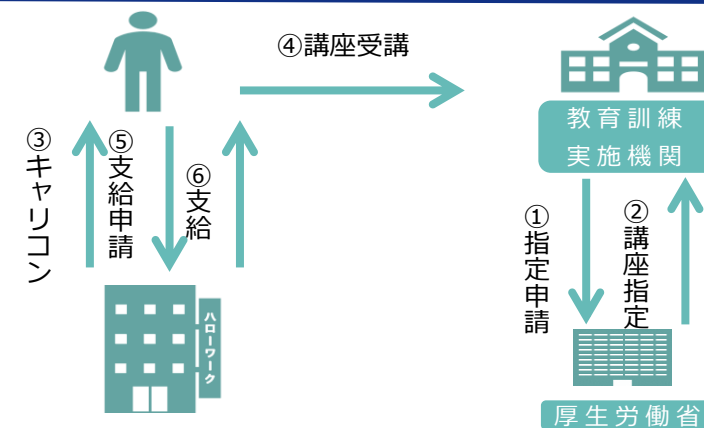 ④講座受講
教育訓練
実施機関
③キャリコン
⑤支給申請
⑥支給
①指定申請
②講座指定
ハローワーク
厚生労働省